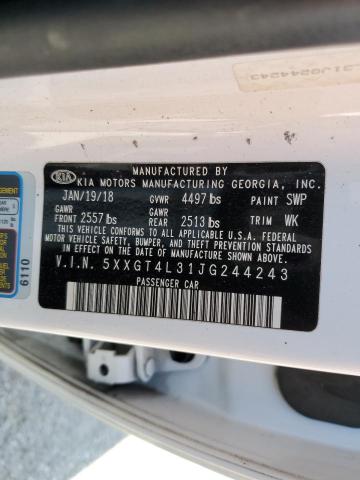 MANUFACTURED BY
KIA KIA MOTORS MANUFACTURING GEORGIA, INC.
JAN/19/18 GVWR 4497 lbs PAINT SWP
GAWR FRONT 2557 lbs GAWR REAR 2513 lbs TRIM WK
THIS VEHICLE CONFORMS TO ALL APPLICABLE U.S.A. FEDERAL
MOTOR VEHICLE SAFETY, BUMPER, AND THEFT PREVENTION STANDARDS
IN EFFECT ON THE DATE OF MANUFACTURE SHOWN ABOVE.
V.I.N. 5XXGT4L31JG244243
PASSENGER CAR
6110